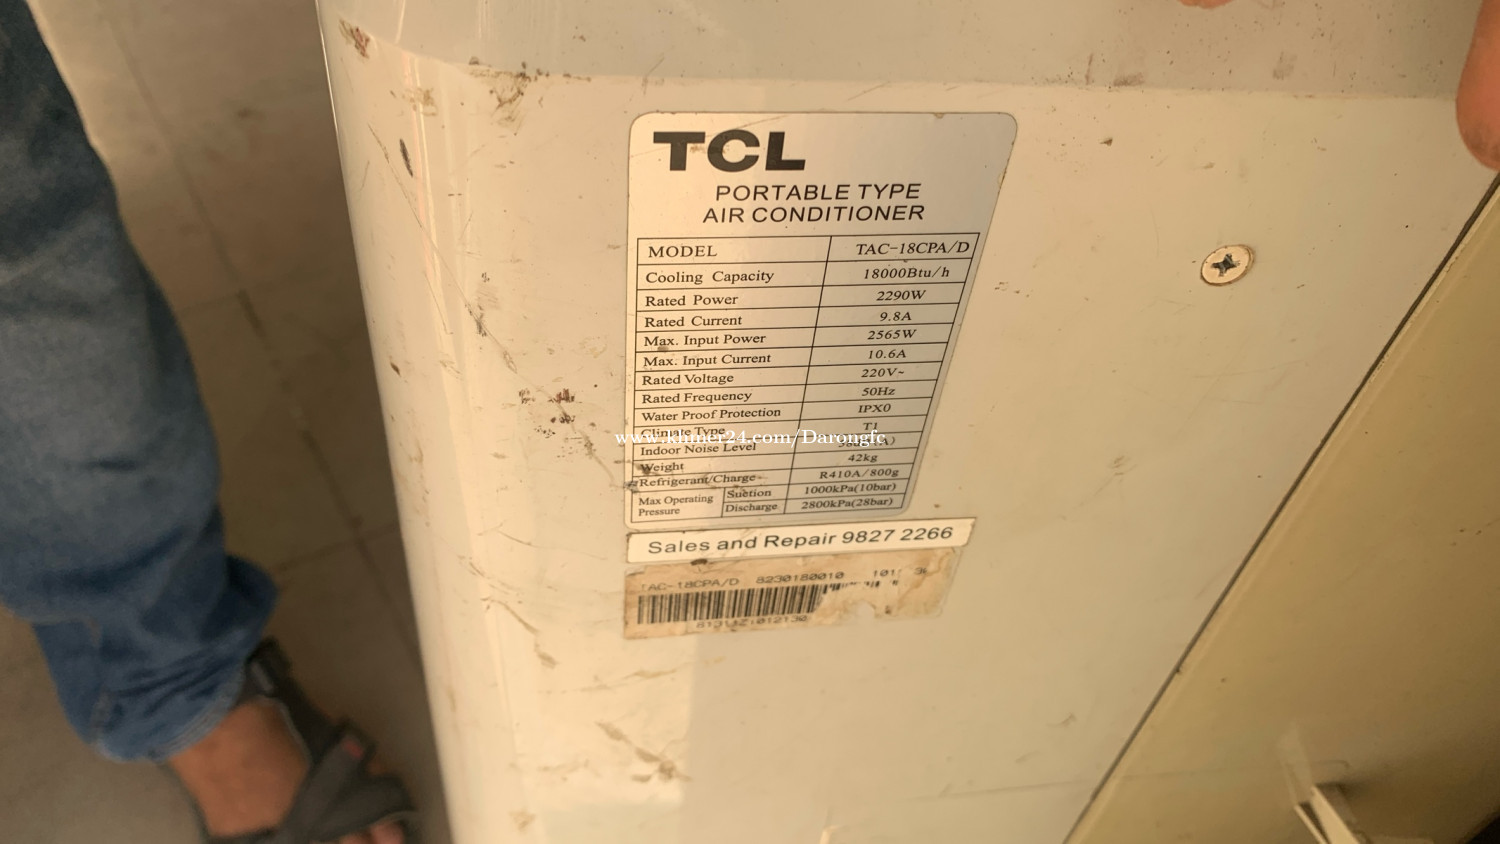 TCL
PORTABLE TYPE
AIR CONDITIONER
MODEL TAC-18CPA/D
Cooling Capacity 18000Btu/h
Rated Power 2290W
Rated Current 9.8A
Max. Input Power 2565W
Max. Input Current 10.6A
Rated Voltage 220V~
Rated Frequency 50Hz
Water Proof Protection IPX0
Climate Type T1
www.khmer24.com/Darongfc
Indoor Noise Level
Weight 42kg
Refrigerant/Charge R410A/800g
Max Operating Pressure Suction 1000kPa(10bar)
Discharge 2800kPa(28bar)
Sales and Repair 9827 2266
TAC-18CPA/D 8230180010